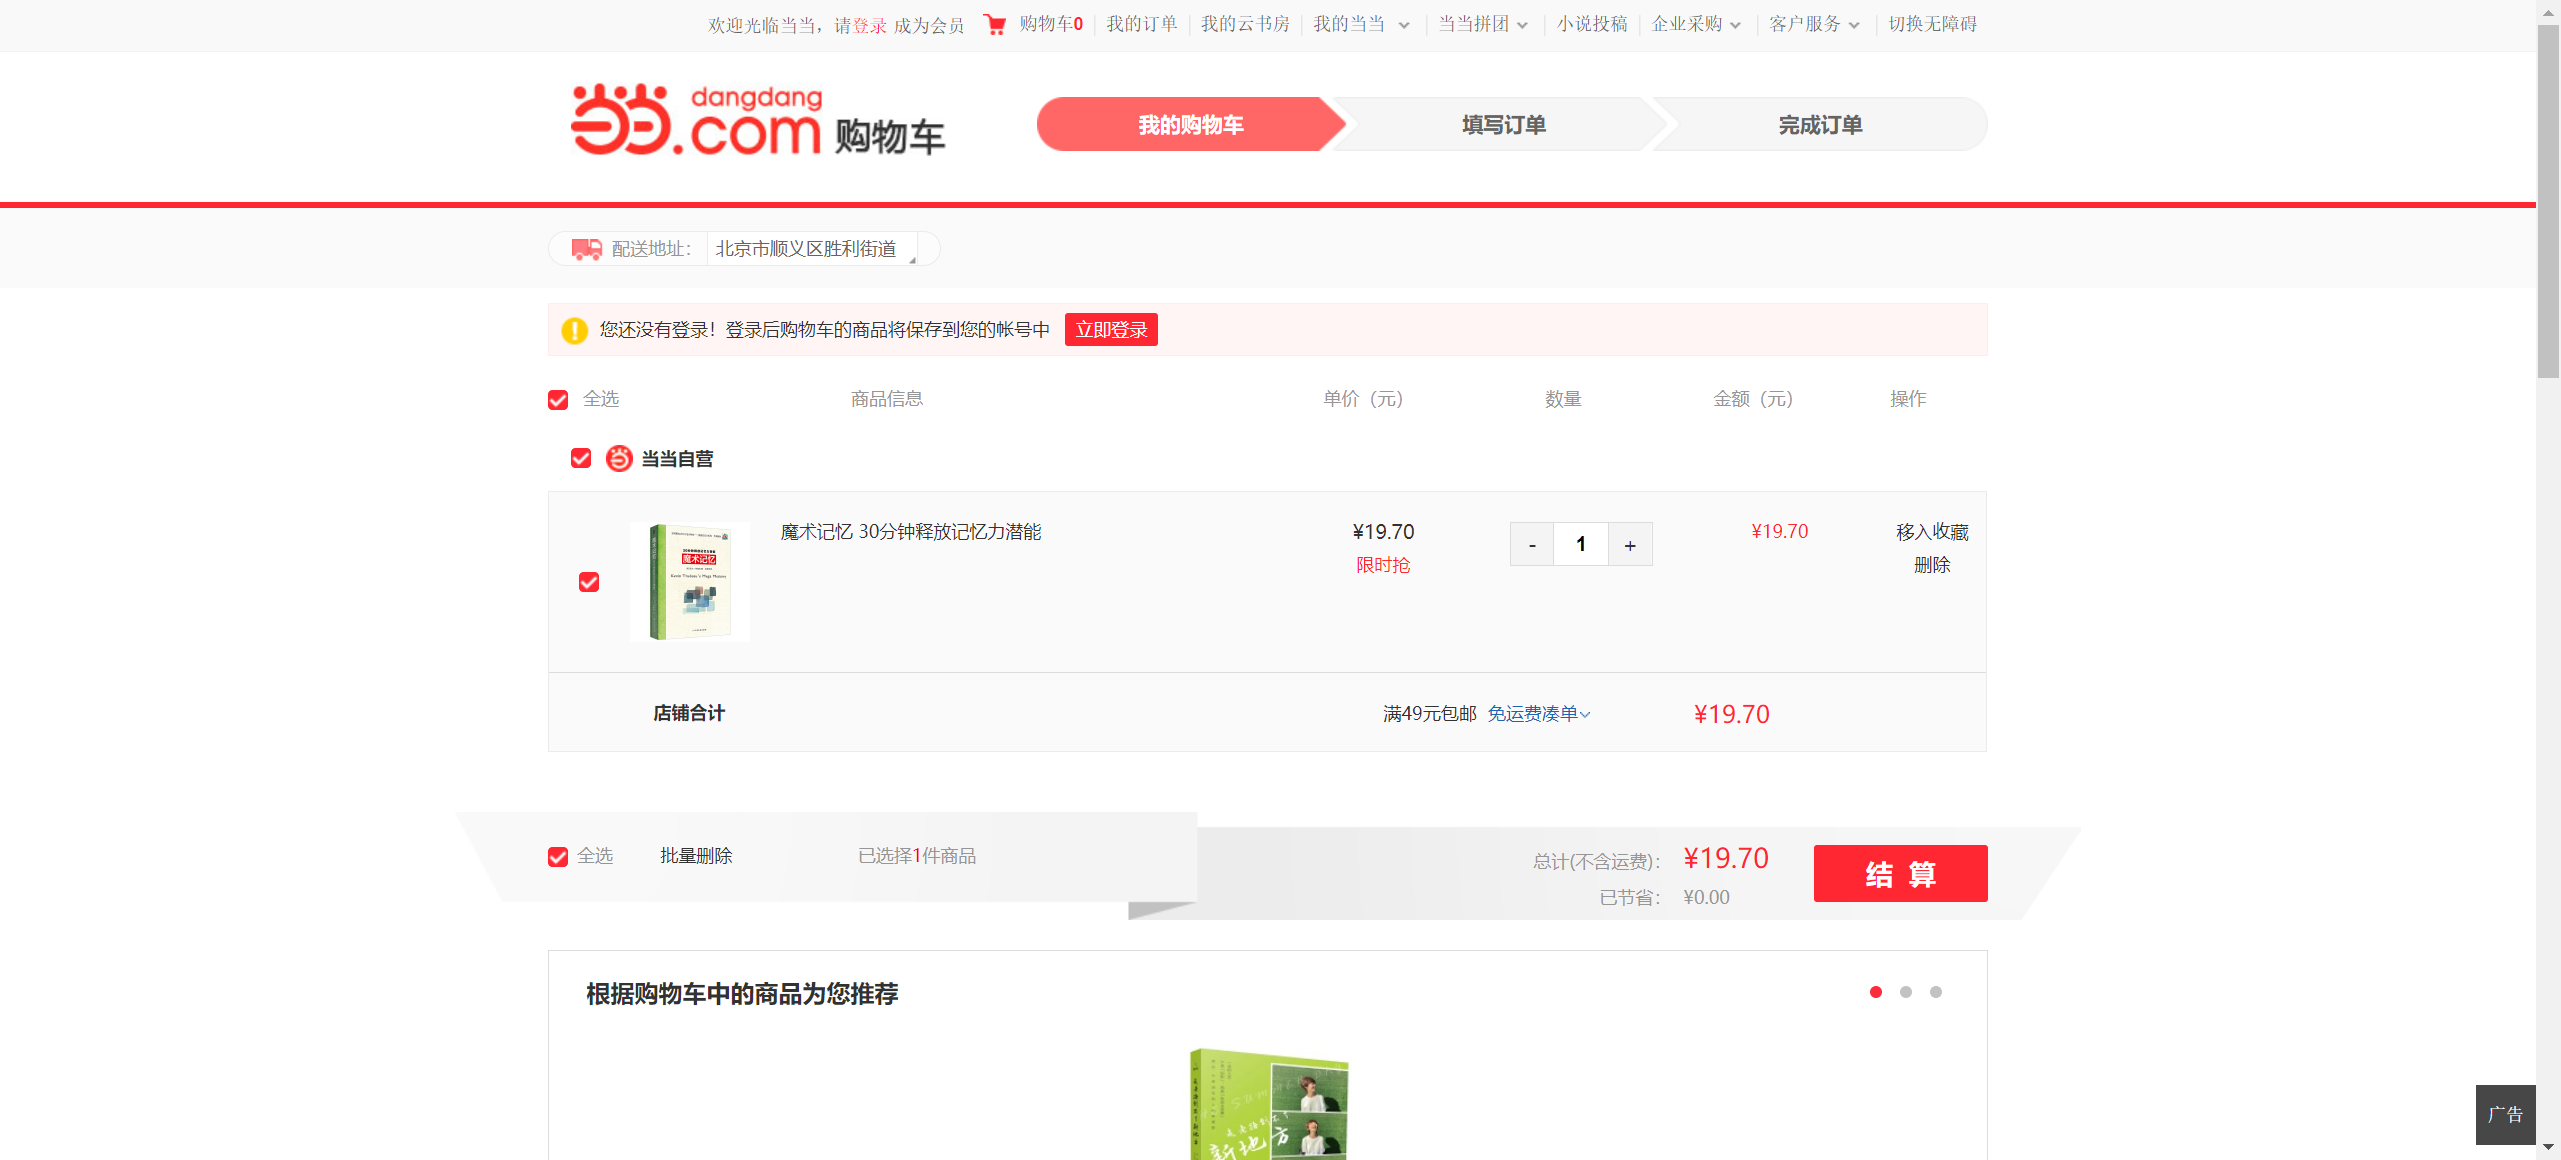 欢迎光临当当，请登录 成为会员 购物车0 我的订单 我的云书房 我的当当 当当拼团 小说投稿 企业采购 客户服务 切换无障碍
当当.com dangdang 购物车
我的购物车 填写订单 完成订单
配送地址： 北京市顺义区胜利街道
您还没有登录！登录后购物车的商品将保存到您的帐号中 立即登录
全选 商品信息 单价（元） 数量 金额（元） 操作
当当自营
魔术记忆 30分钟释放记忆力潜能 ¥19.70 - 1 + ¥19.70 移入收藏
限时抢 删除
魔术记忆
店铺合计 满49元包邮 免运费凑单 ¥19.70
全选 批量删除 已选择1件商品 总计(不含运费)： ¥19.70 结 算
已节省： ¥0.00
根据购物车中的商品为您推荐
新地方
广告